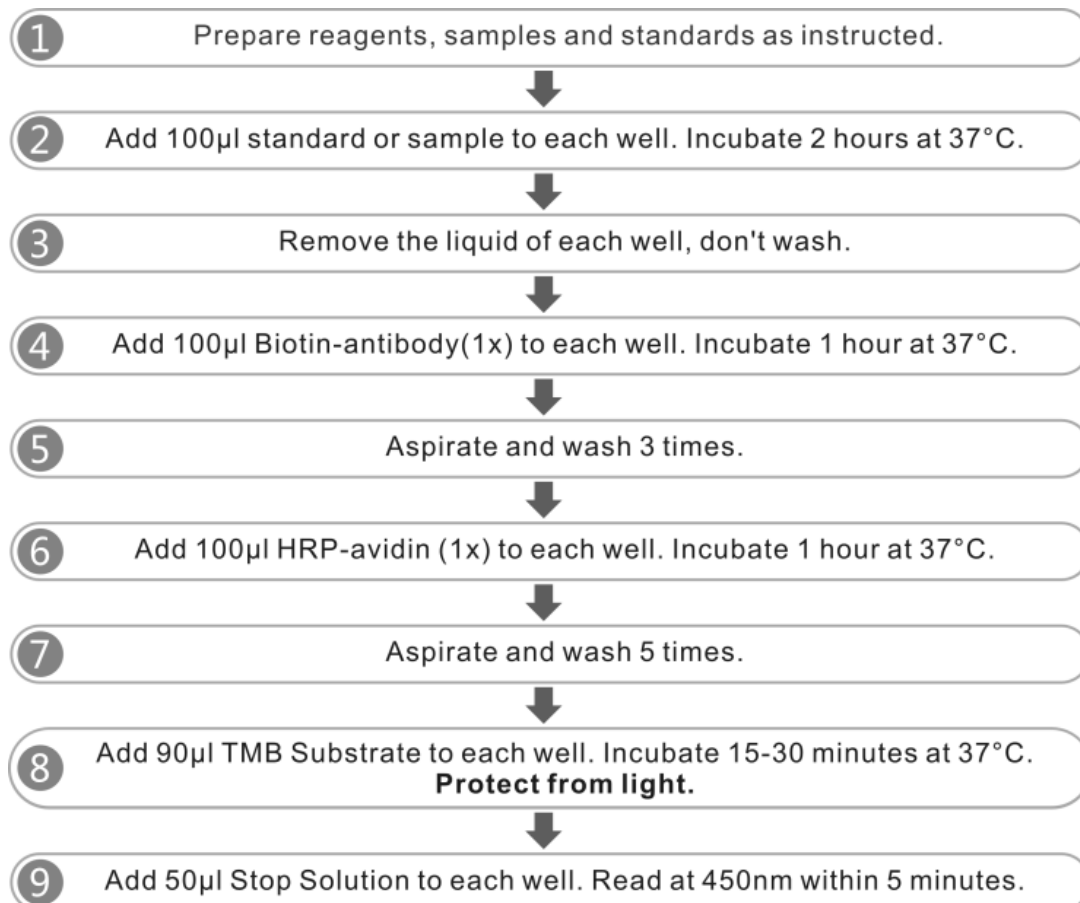 1 Prepare reagents, samples and standards as instructed.
2 Add 100µl standard or sample to each well. Incubate 2 hours at 37°C.
3 Remove the liquid of each well, don't wash.
4 Add 100µl Biotin-antibody(1x) to each well. Incubate 1 hour at 37°C.
5 Aspirate and wash 3 times.
6 Add 100µl HRP-avidin (1x) to each well. Incubate 1 hour at 37°C.
7 Aspirate and wash 5 times.
8 Add 90µl TMB Substrate to each well. Incubate 15-30 minutes at 37°C.
Protect from light.
9 Add 50µl Stop Solution to each well. Read at 450nm within 5 minutes.